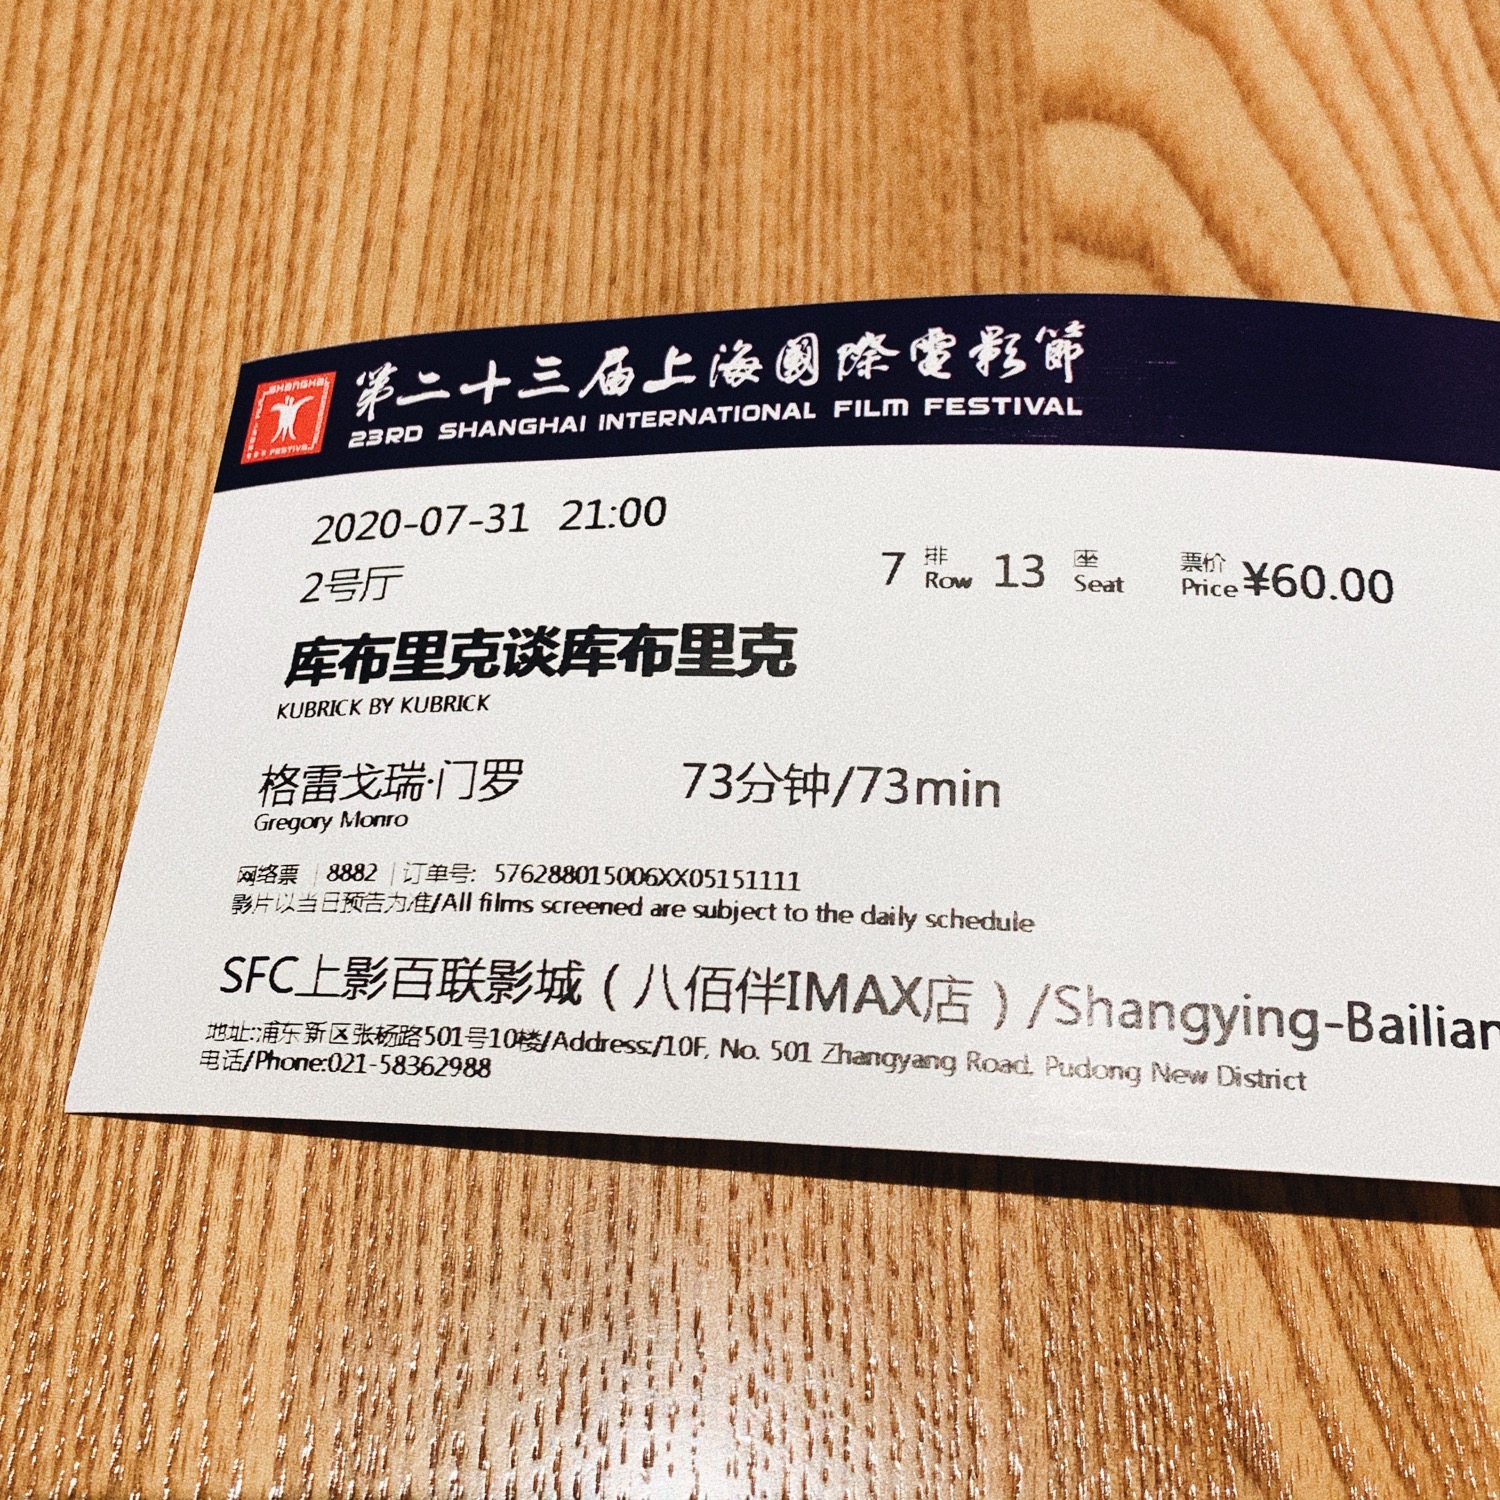 第二十三届上海國際電影節
23RD SHANGHAI INTERNATIONAL FILM FESTIVAL
SHANGHAI
FESTIVAL
2020-07-31 21:00
7 排 Row 13 座 Seat 票价 Price ¥60.00
2号厅
库布里克谈库布里克
KUBRICK BY KUBRICK
格雷戈瑞·门罗 73分钟/73min
Gregory Monro
网络票 | 8882 | 订单号: 576288015006XX05151111
影片以当日预告为准/All films screened are subject to the daily schedule
SFC上影百联影城(八佰伴IMAX店)/Shangying-Bailian
地址:浦东新区张杨路501号10楼/Address:/10F, No. 501 Zhangyang Road, Pudong New District
电话/Phone:021-58362988